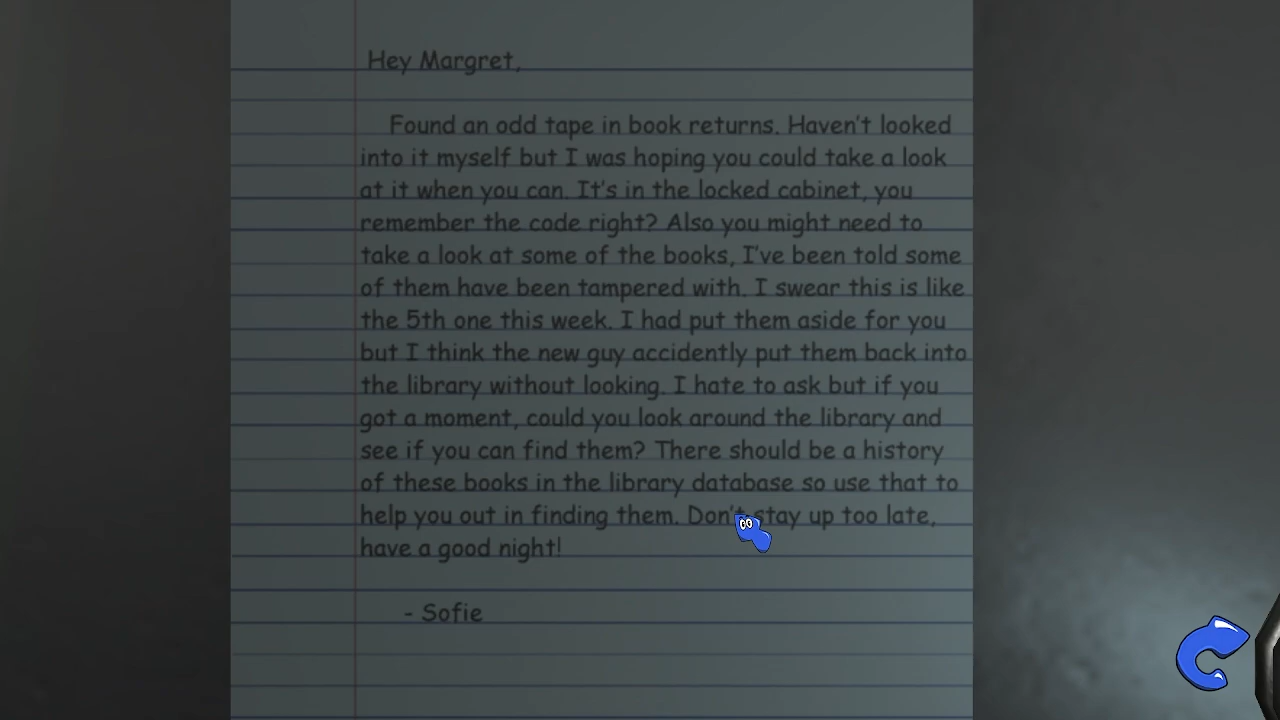 Hey Margret,
Found an odd tape in book returns. Haven't looked
into it myself but I was hoping you could take a look
at it when you can. It's in the locked cabinet, you
remember the code right? Also you might need to
take a look at some of the books, I've been told some
of them have been tampered with. I swear this is like
the 5th one this week. I had put them aside for you
but I think the new guy accidently put them back into
the library without looking. I hate to ask but if you
got a moment, could you look around the library and
see if you can find them? There should be a history
of these books in the library database so use that to
help you out in finding them. Don't stay up too late,
have a good night!
- Sofie